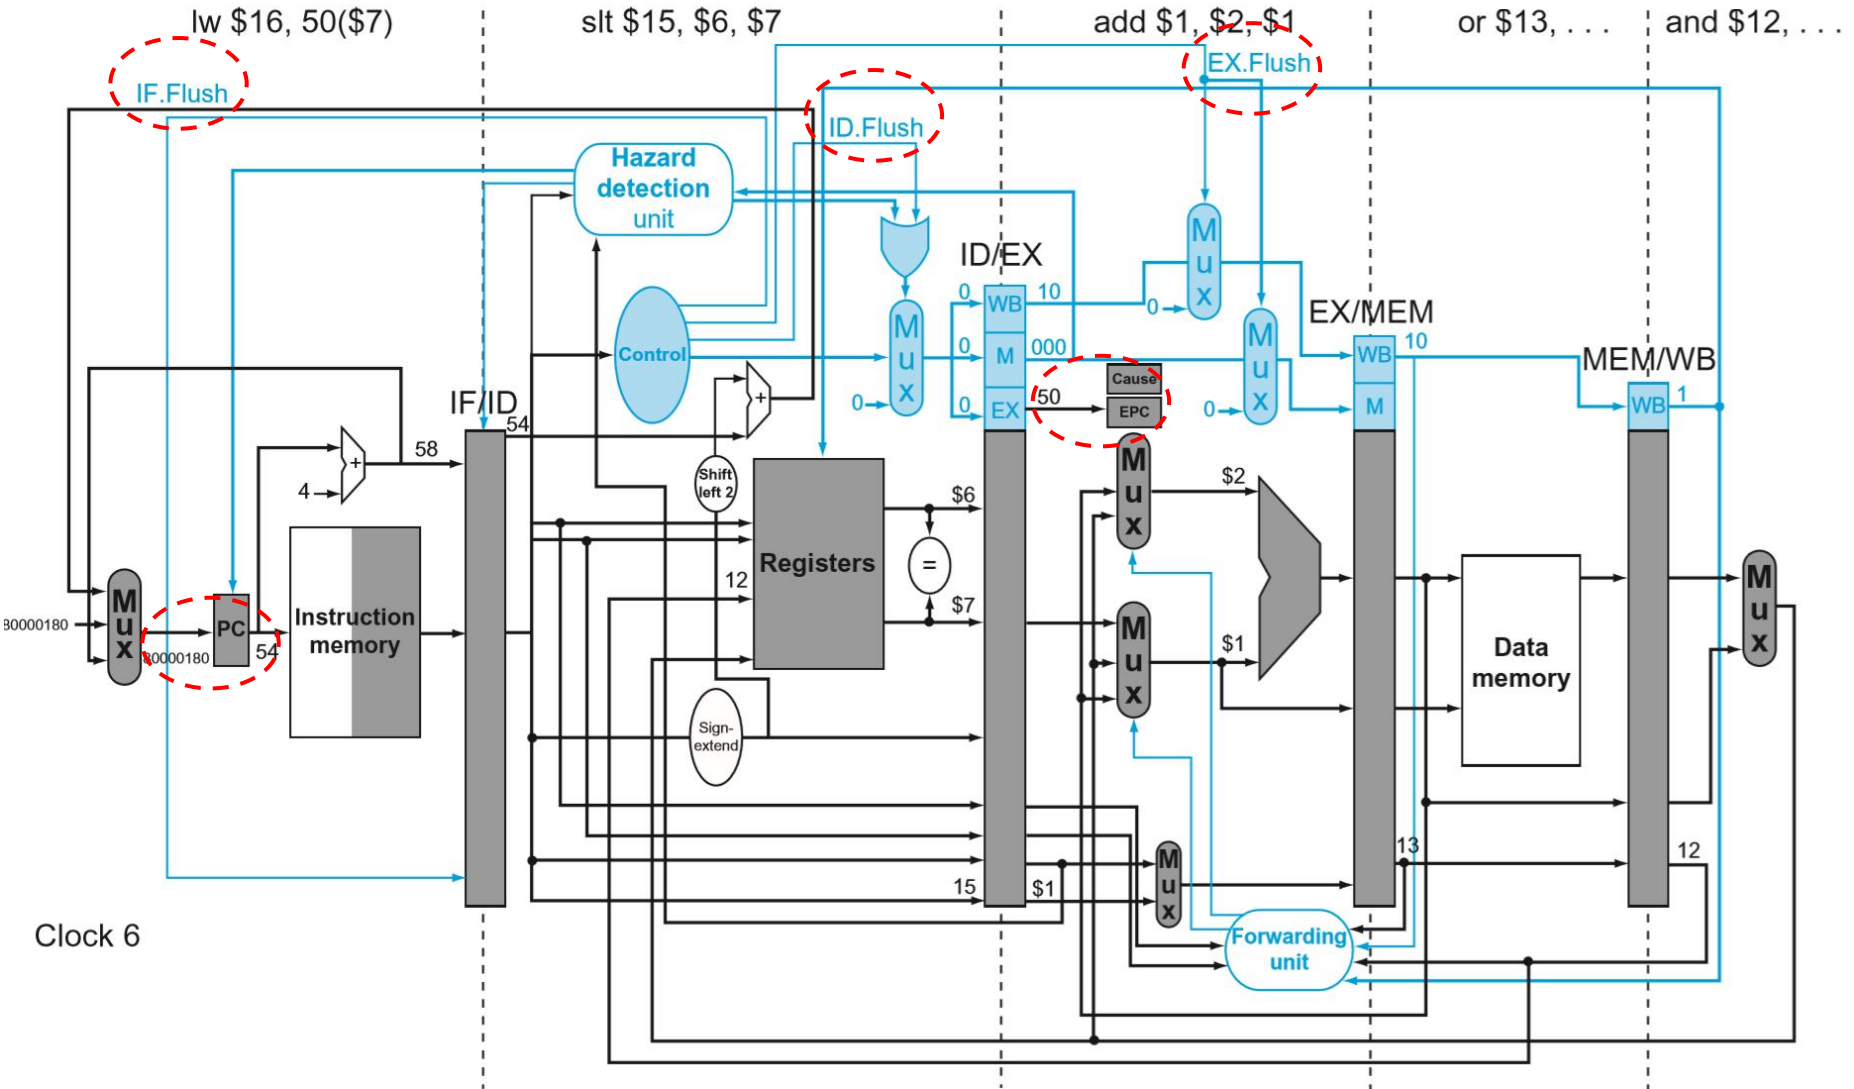 lw $16, 50($7)
slt $15, $6, $7
add $1, $2, $1
or $13, . . .
and $12, . . .
IF.Flush
EX.Flush
ID.Flush
Hazard
detection
unit
ID/EX
M
u
x
0
WB
10
0
M
u
x
0
EX/MEM
WB
10
M
MEM/WB
WB
1
Control
M
u
x
0
0
M
000
0
EX
50
Cause
EPC
IF/ID
54
+
58
+
4
Shift
left 2
M
u
x
$2
$6
Registers
=
12
$7
M
u
x
80000180
80000180
PC
54
Instruction
memory
M
u
x
$1
Data
memory
M
u
x
Sign-
extend
15
$1
M
u
x
13
12
Forwarding
unit
Clock 6